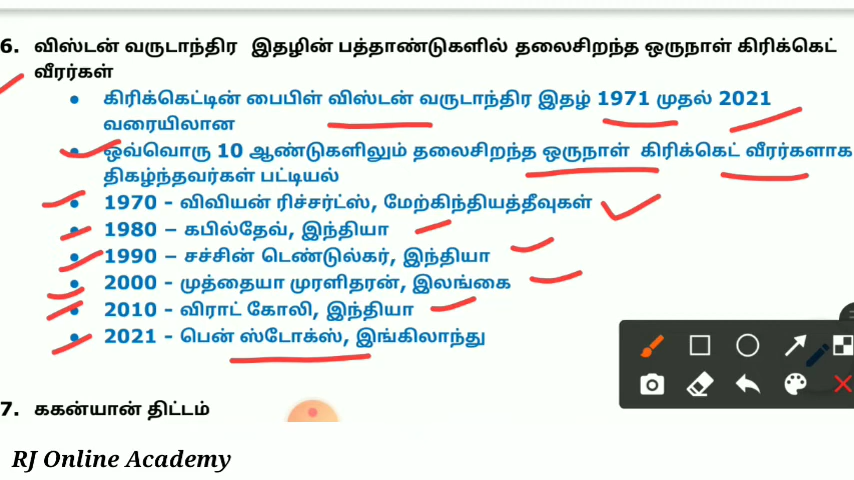 6. விஸ்டன் வருடாந்திர இதழின் பத்தாண்டுகளில் தலைசிறந்த ஒருநாள் கிரிக்கெட்
வீரர்கள்
• கிரிக்கெட்டின் பைபிள் விஸ்டன் வருடாந்திர இதழ் 1971 முதல் 2021
வரையிலான
• ஒவ்வொரு 10 ஆண்டுகளிலும் தலைசிறந்த ஒருநாள் கிரிக்கெட் வீரர்களாக
திகழ்ந்தவர்கள் பட்டியல்
• 1970 - விவியன் ரிச்சர்ட்ஸ், மேற்கிந்தியத்தீவுகள்
• 1980 – கபில்தேவ், இந்தியா
• 1990 – சச்சின் டெண்டுல்கர், இந்தியா
• 2000 - முத்தையா முரளிதரன், இலங்கை
• 2010 - விராட் கோலி, இந்தியா
• 2021 - பென் ஸ்டோக்ஸ், இங்கிலாந்து
7. ககன்யான் திட்டம்
RJ Online Academy